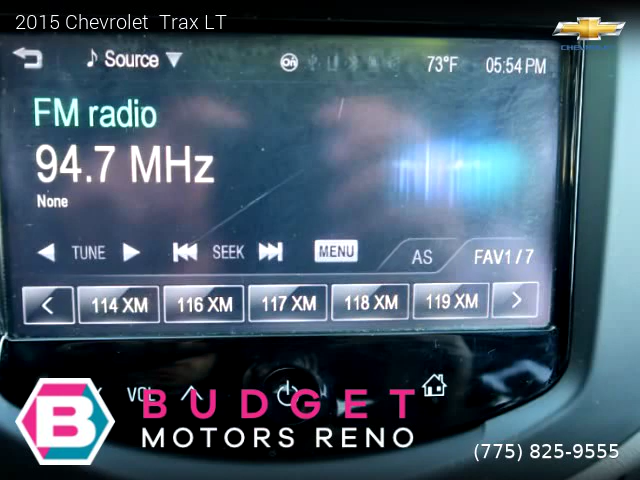 2015 Chevrolet  Trax LT
CHEVROLET
Source
On
73°F
05:54 PM
FM radio
94.7 MHz
None
TUNE
SEEK
MENU
AS
FAV1/7
114 XM
116 XM
117 XM
118 XM
119 XM
VOL
B
BUDGET
MOTORS RENO
(775) 825-9555